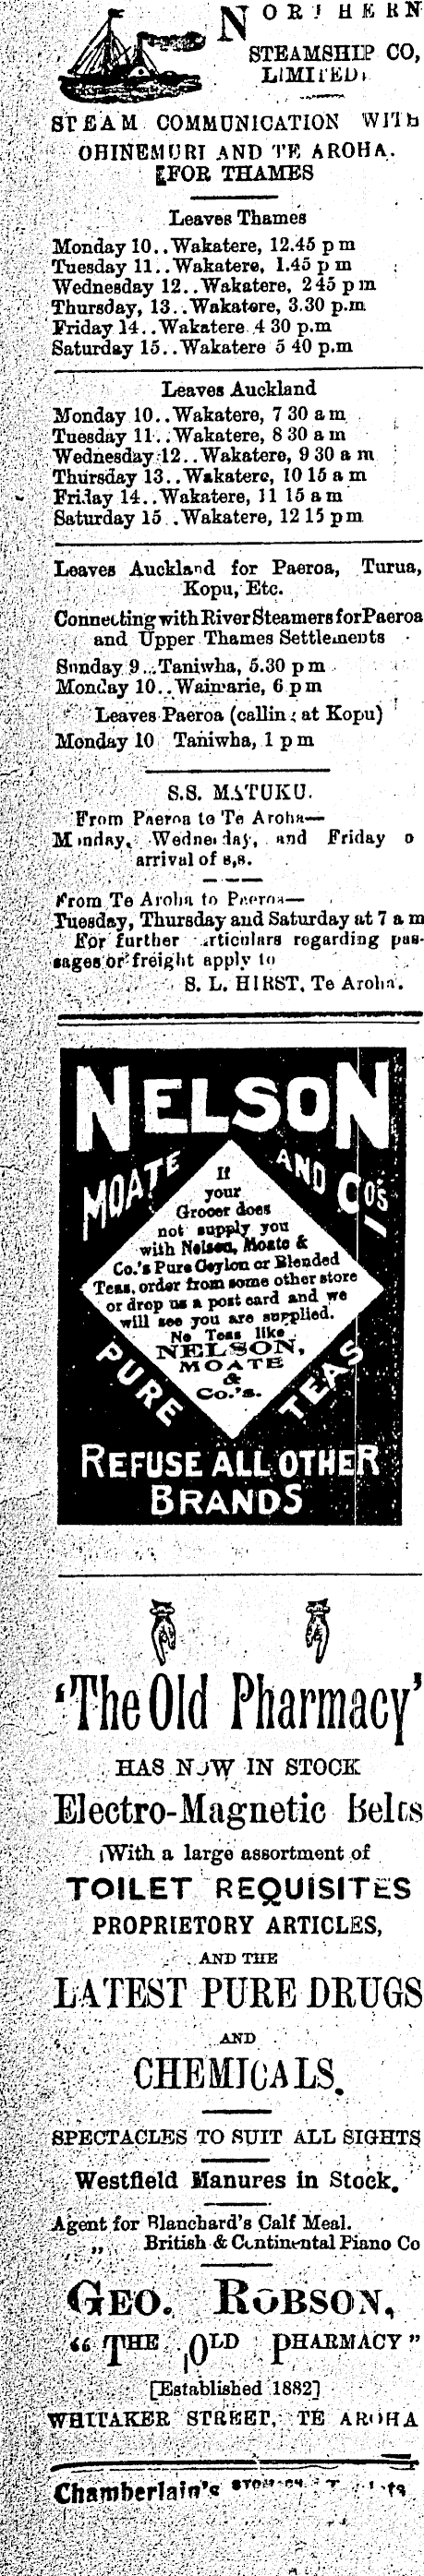 NORTHERN
STEAMSHIP CO,
LIMITED.
STEAM COMMUNICATION WITH
OHINEMURI AND TE AROHA.
FOR THAMES
Leaves Thames
Monday 10..Wakatere, 12.45 p m
Tuesday 11..Wakatere, 1.45 p m
Wednesday 12..Wakatere, 2 45 p m
Thursday, 13..Wakatere, 3.30 p.m
Friday 14..Wakatere 4 30 p.m
Saturday 15..Wakatere 5 40 p.m
Leaves Auckland
Monday 10..Wakatere, 7 30 a m
Tuesday 11..Wakatere, 8 30 a m
Wednesday 12..Wakatere, 9 30 a m
Thursday 13..Wakatere, 10 15 a m
Friday 14..Wakatere, 11 15 a m
Saturday 15..Wakatere, 12 15 p m
Leaves Auckland for Paeroa, Turua,
Kopu, Etc.
Connecting with River Steamers for Paeroa
and Upper Thames Settlements
Sunday 9...Taniwha, 5.30 p m
Monday 10..Waimarie, 6 p m
Leaves Paeroa (calling at Kopu)
Monday 10 Taniwha, 1 p m
S.S. MATUKU.
From Paeroa to Te Aroha—
Monday, Wednesday, and Friday o
arrival of s,s.
From Te Aroha to Paeroa—
Tuesday, Thursday and Saturday at 7 a m
For further particulars regarding pas-
sages or freight apply to
S. L. HIRST, Te Aroha.
NELSON
MOATE AND CO'S
If
your
Grocer does
not supply you
with Nelson, Moate &
Co.'s Pure Ceylon or Blended
Teas, order from some other store
or drop us a post card and we
will see you are supplied.
No Teas like
NELSON,
MOATE
&
Co.'s.
PURE TEAS
REFUSE ALL OTHER
BRANDS
'The Old Pharmacy'
HAS NOW IN STOCK
Electro-Magnetic Belts
With a large assortment of
TOILET REQUISITES
PROPRIETORY ARTICLES,
AND THE
LATEST PURE DRUGS
AND
CHEMICALS.
SPECTACLES TO SUIT ALL SIGHTS
Westfield Manures in Stock.
Agent for Blanchard's Calf Meal.
„ British & Continental Piano Co
GEO. ROBSON,
"THE OLD PHARMACY"
[Established 1882]
WHITAKER STREET, TE AROHA
Chamberlain's